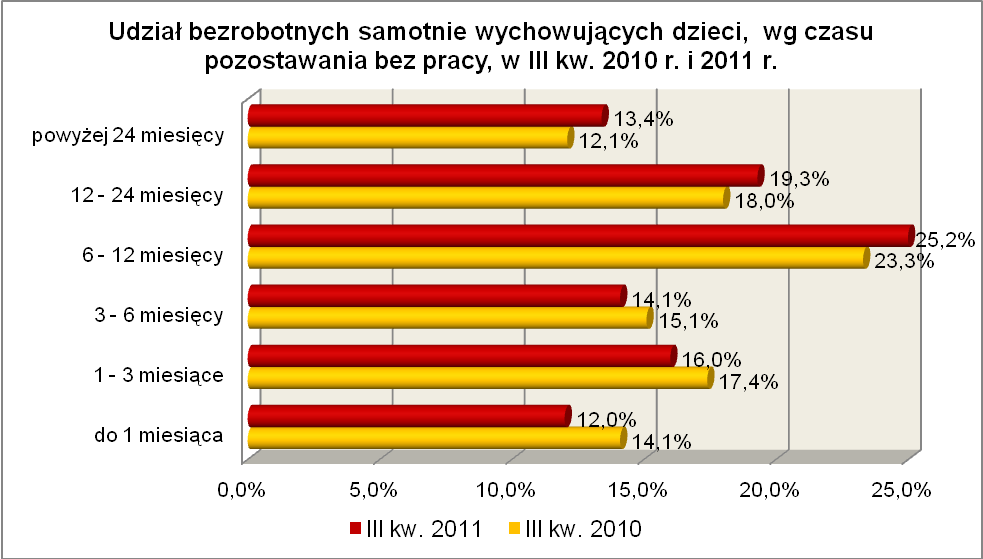 Udział bezrobotnych samotnie wychowujących dzieci,  wg czasu
pozostawania bez pracy, w III kw. 2010 r. i 2011 r.
powyżej 24 miesięcy
13,4%
12,1%
12 - 24 miesięcy
19,3%
18,0%
6 - 12 miesięcy
25,2%
23,3%
3 - 6 miesięcy
14,1%
15,1%
1 - 3 miesiące
16,0%
17,4%
do 1 miesiąca
12,0%
14,1%
0,0% 5,0% 10,0% 15,0% 20,0% 25,0%
III kw. 2011 III kw. 2010